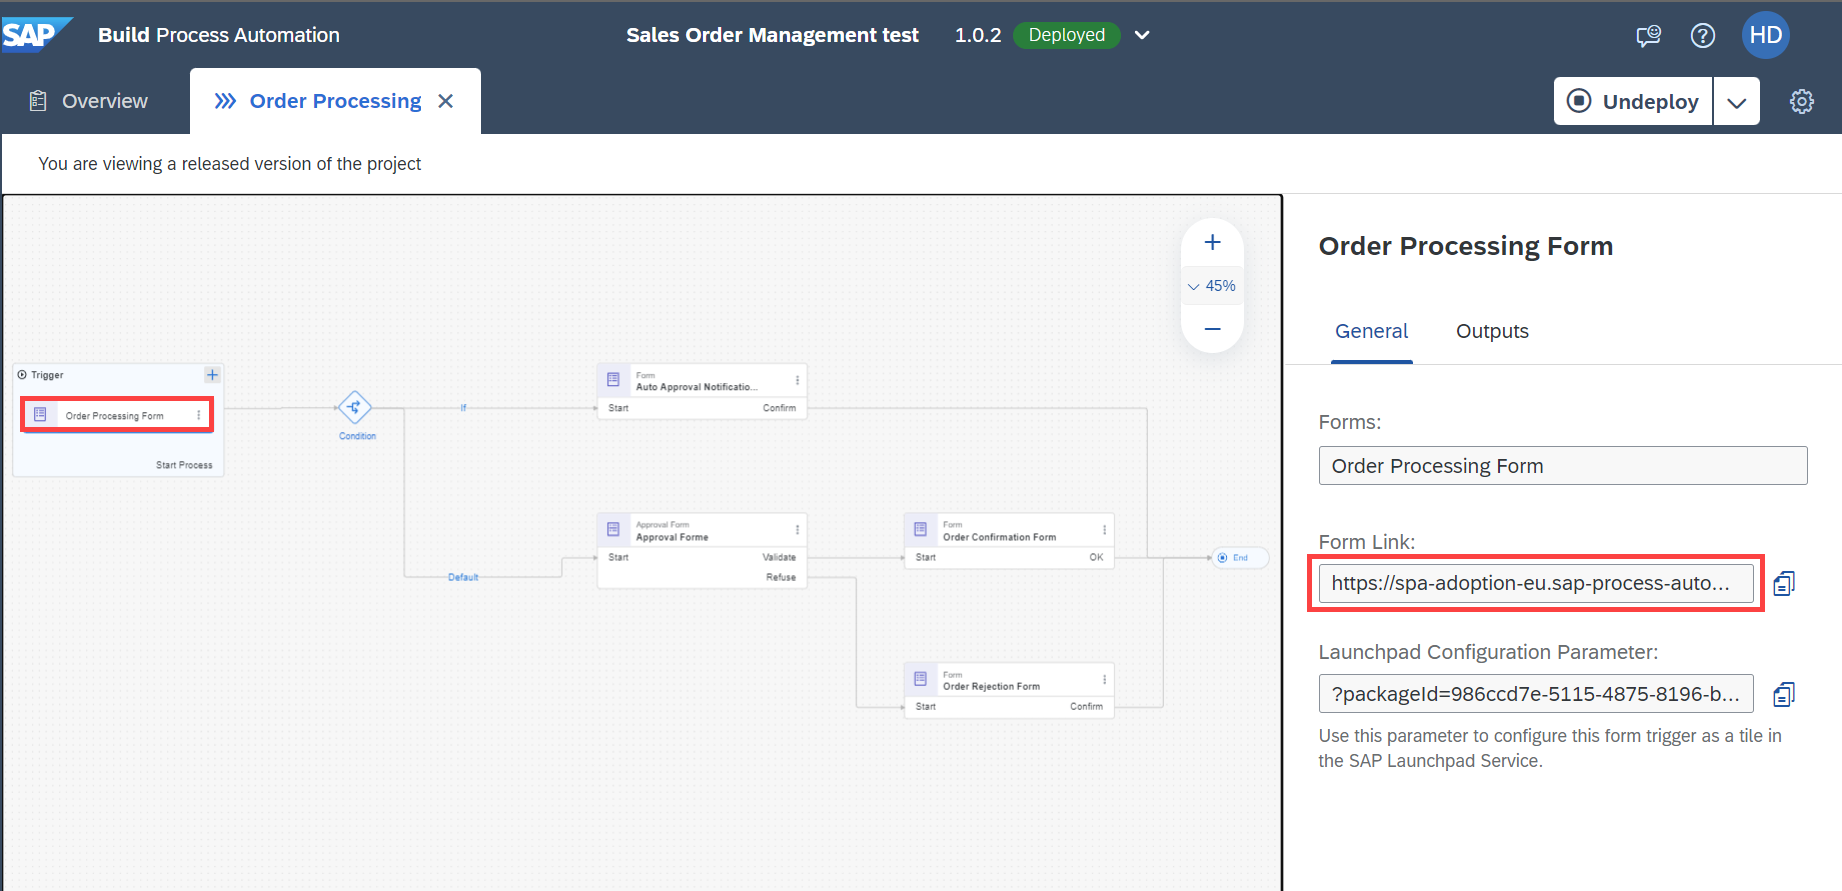 SAP
Build Process Automation
Sales Order Management test 1.0.2 Deployed
HD
Overview
Order Processing
Undeploy
You are viewing a released version of the project
45%
Trigger
Order Processing Form
Start Process
Condition
If
Default
Form
Auto Approval Notificatio...
Start Confirm
Approval Form
Approval Forme
Start Validate
Refuse
Form
Order Confirmation Form
Start OK
Form
Order Rejection Form
Start Confirm
End
Order Processing Form
General Outputs
Forms:
Order Processing Form
Form Link:
https://spa-adoption-eu.sap-process-auto...
Launchpad Configuration Parameter:
?packageId=986ccd7e-5115-4875-8196-b...
Use this parameter to configure this form trigger as a tile in
the SAP Launchpad Service.